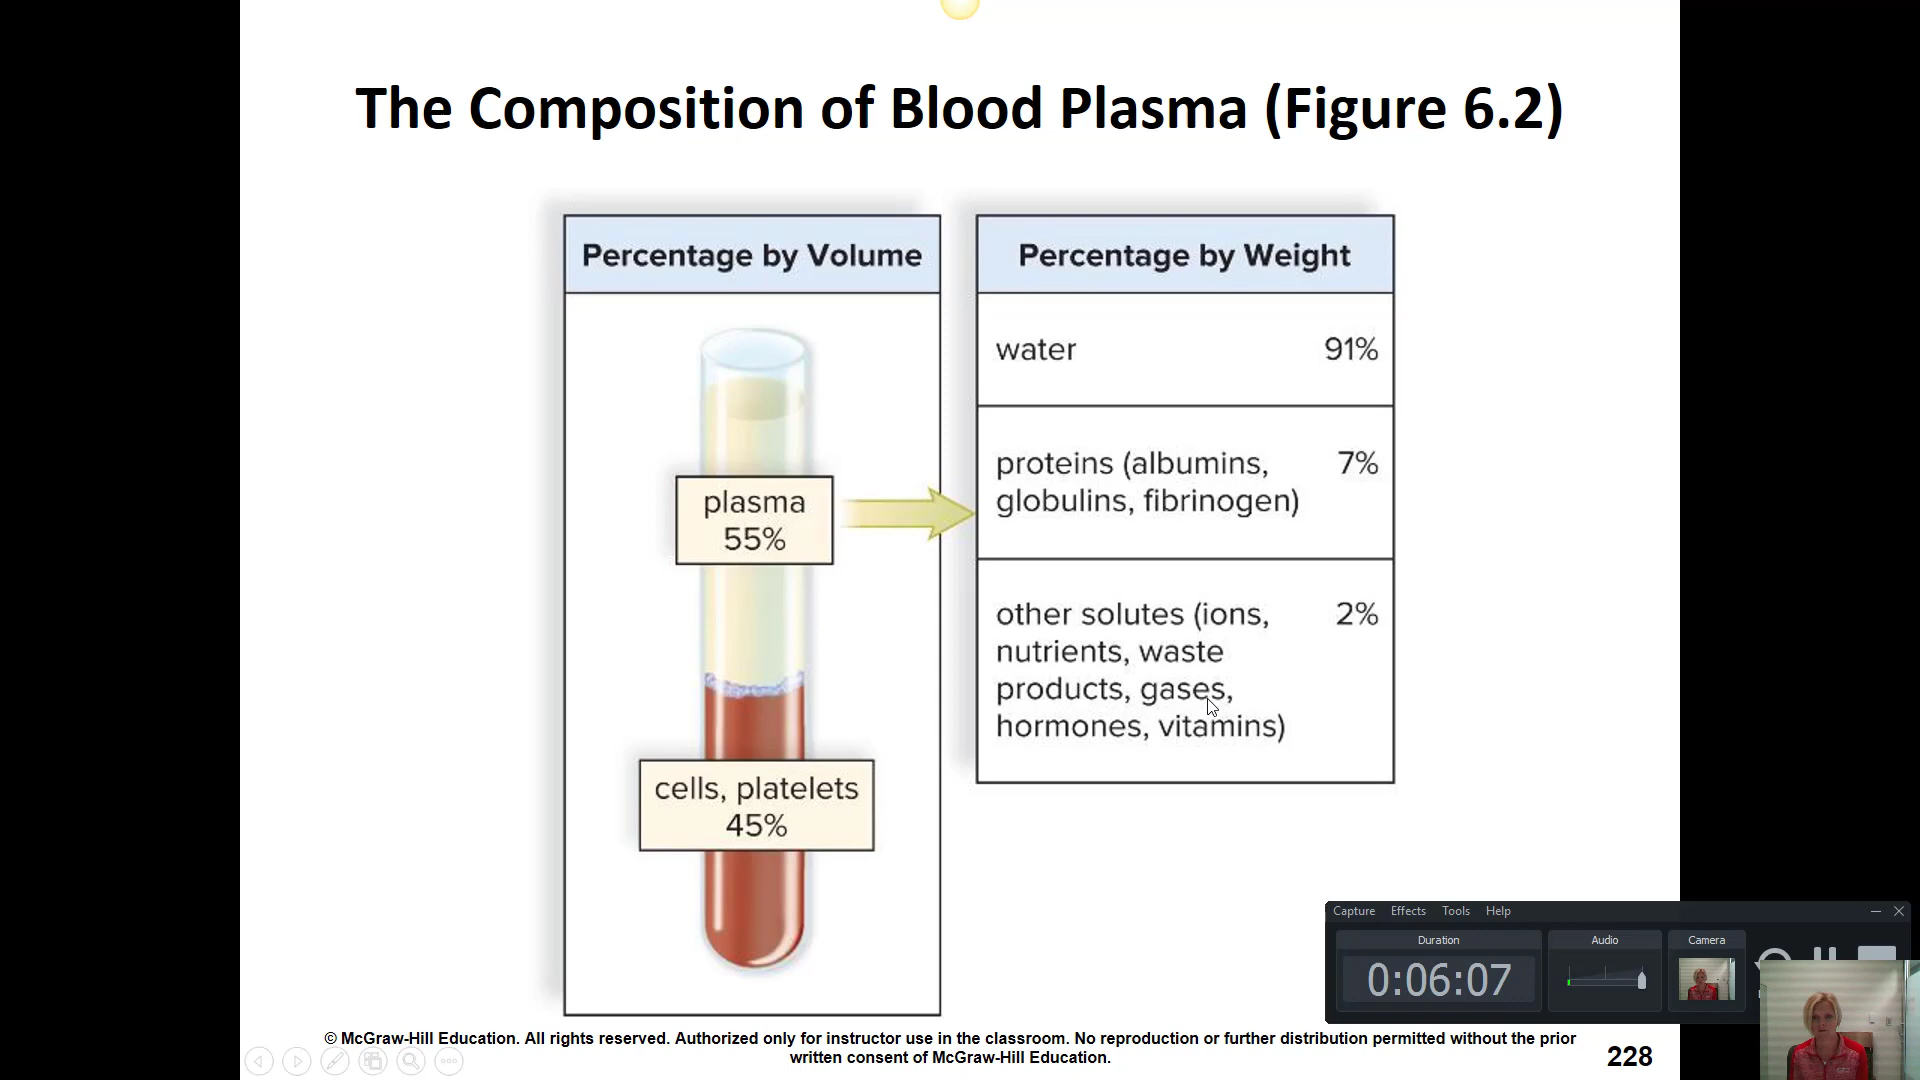 The Composition of Blood Plasma (Figure 6.2)
Percentage by Volume
plasma
55%
cells, platelets
45%
Percentage by Weight
water 91%
proteins (albumins, 7%
globulins, fibrinogen)
other solutes (ions, 2%
nutrients, waste
products, gases,
hormones, vitamins)
Capture Effects Tools Help
Duration
0:06:07
Audio
Camera
© McGraw-Hill Education. All rights reserved. Authorized only for instructor use in the classroom. No reproduction or further distribution permitted without the prior
written consent of McGraw-Hill Education.
228